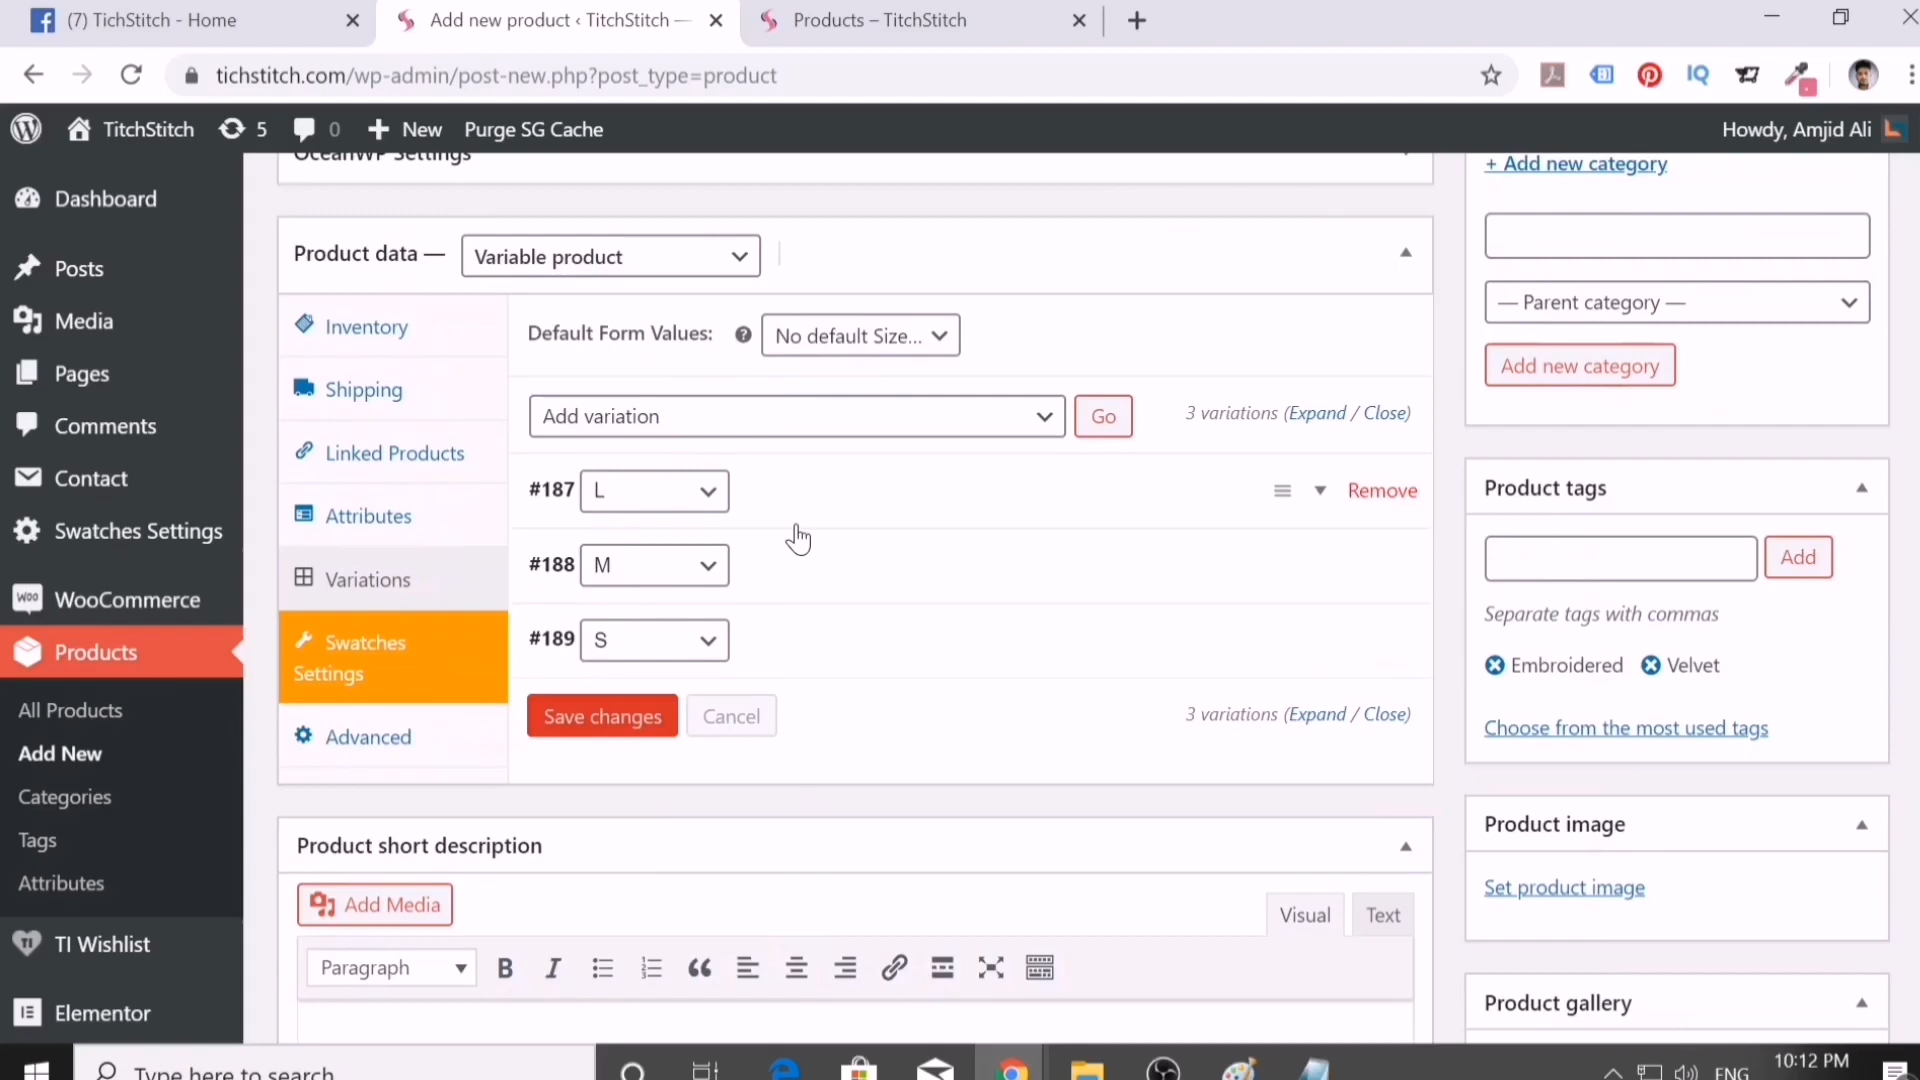 (7) TichStitch - Home
Add new product ‹ TitchStitch —
Products – TitchStitch
tichstitch.com/wp-admin/post-new.php?post_type=product
IQ
TitchStitch
5
0
New
Purge SG Cache
Howdy, Amjid Ali
OceanWP Settings
+ Add new category
Dashboard
Posts
Media
Pages
Comments
Contact
Swatches Settings
WooCommerce
Products
All Products
Add New
Categories
Tags
Attributes
TI Wishlist
Elementor
Product data —
Variable product
Inventory
Shipping
Linked Products
Attributes
Variations
Swatches
Settings
Advanced
Default Form Values:
No default Size...
Add variation
Go
3 variations (Expand / Close)
#187
L
Remove
#188
M
#189
S
Save changes
Cancel
3 variations (Expand / Close)
Product short description
Add Media
Visual
Text
Paragraph
— Parent category —
Add new category
Product tags
Add
Separate tags with commas
Embroidered
Velvet
Choose from the most used tags
Product image
Set product image
Product gallery
Type here to search
ENG
10:12 PM